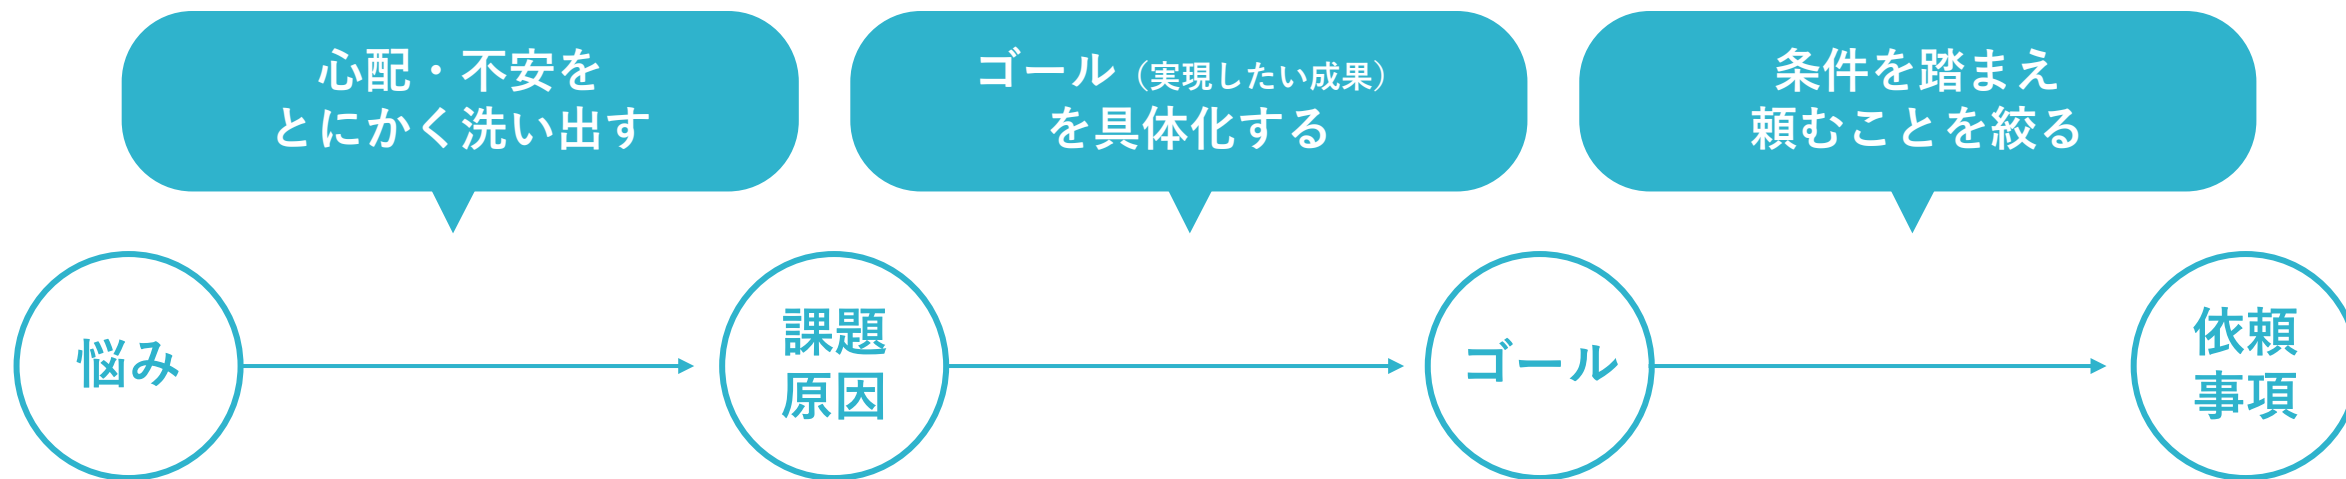 心配・不安を
とにかく洗い出す
ゴール（実現したい成果）
を具体化する
条件を踏まえ
頼むことを絞る
悩み
課題
原因
ゴール
依頼
事項